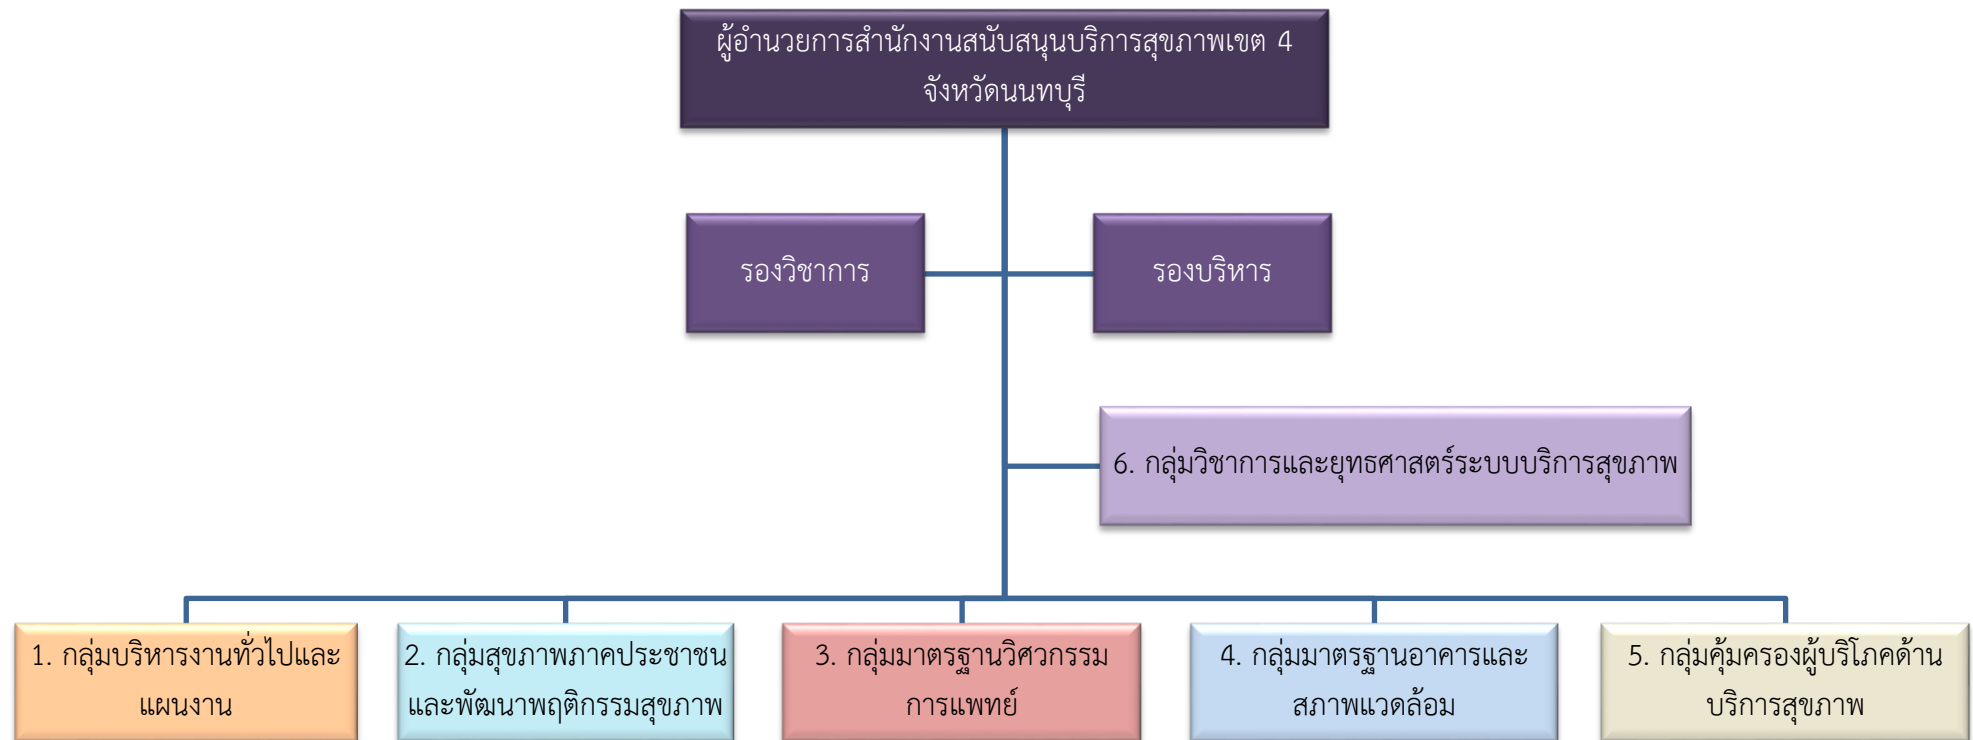 ผู้อำนวยการสำนักงานสนับสนุนบริการสุขภาพเขต 4
จังหวัดนนทบุรี
รองวิชาการ
รองบริหาร
6. กลุ่มวิชาการและยุทธศาสตร์ระบบบริการสุขภาพ
1. กลุ่มบริหารงานทั่วไปและ
แผนงาน
2. กลุ่มสุขภาพภาคประชาชน
และพัฒนาพฤติกรรมสุขภาพ
3. กลุ่มมาตรฐานวิศวกรรม
การแพทย์
4. กลุ่มมาตรฐานอาคารและ
สภาพแวดล้อม
5. กลุ่มคุ้มครองผู้บริโภคด้าน
บริการสุขภาพ